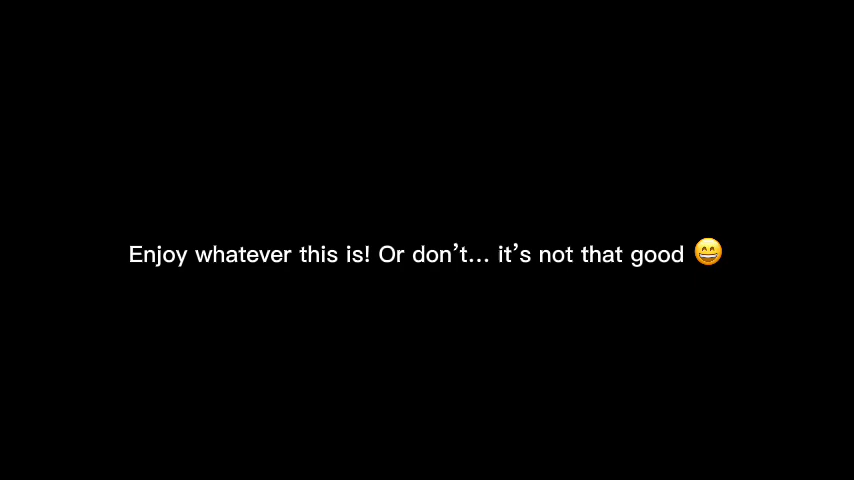 Enjoy whatever this is! Or don’t... it’s not that good 😄